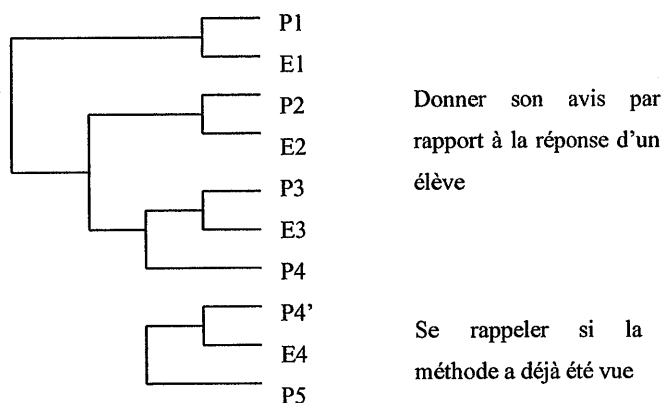 P1
E1
P2
E2
P3
E3
P4
P4'
E4
P5
Donner son avis par
rapport à la réponse d'un
élève
Se rappeler si la
méthode a déjà été vue